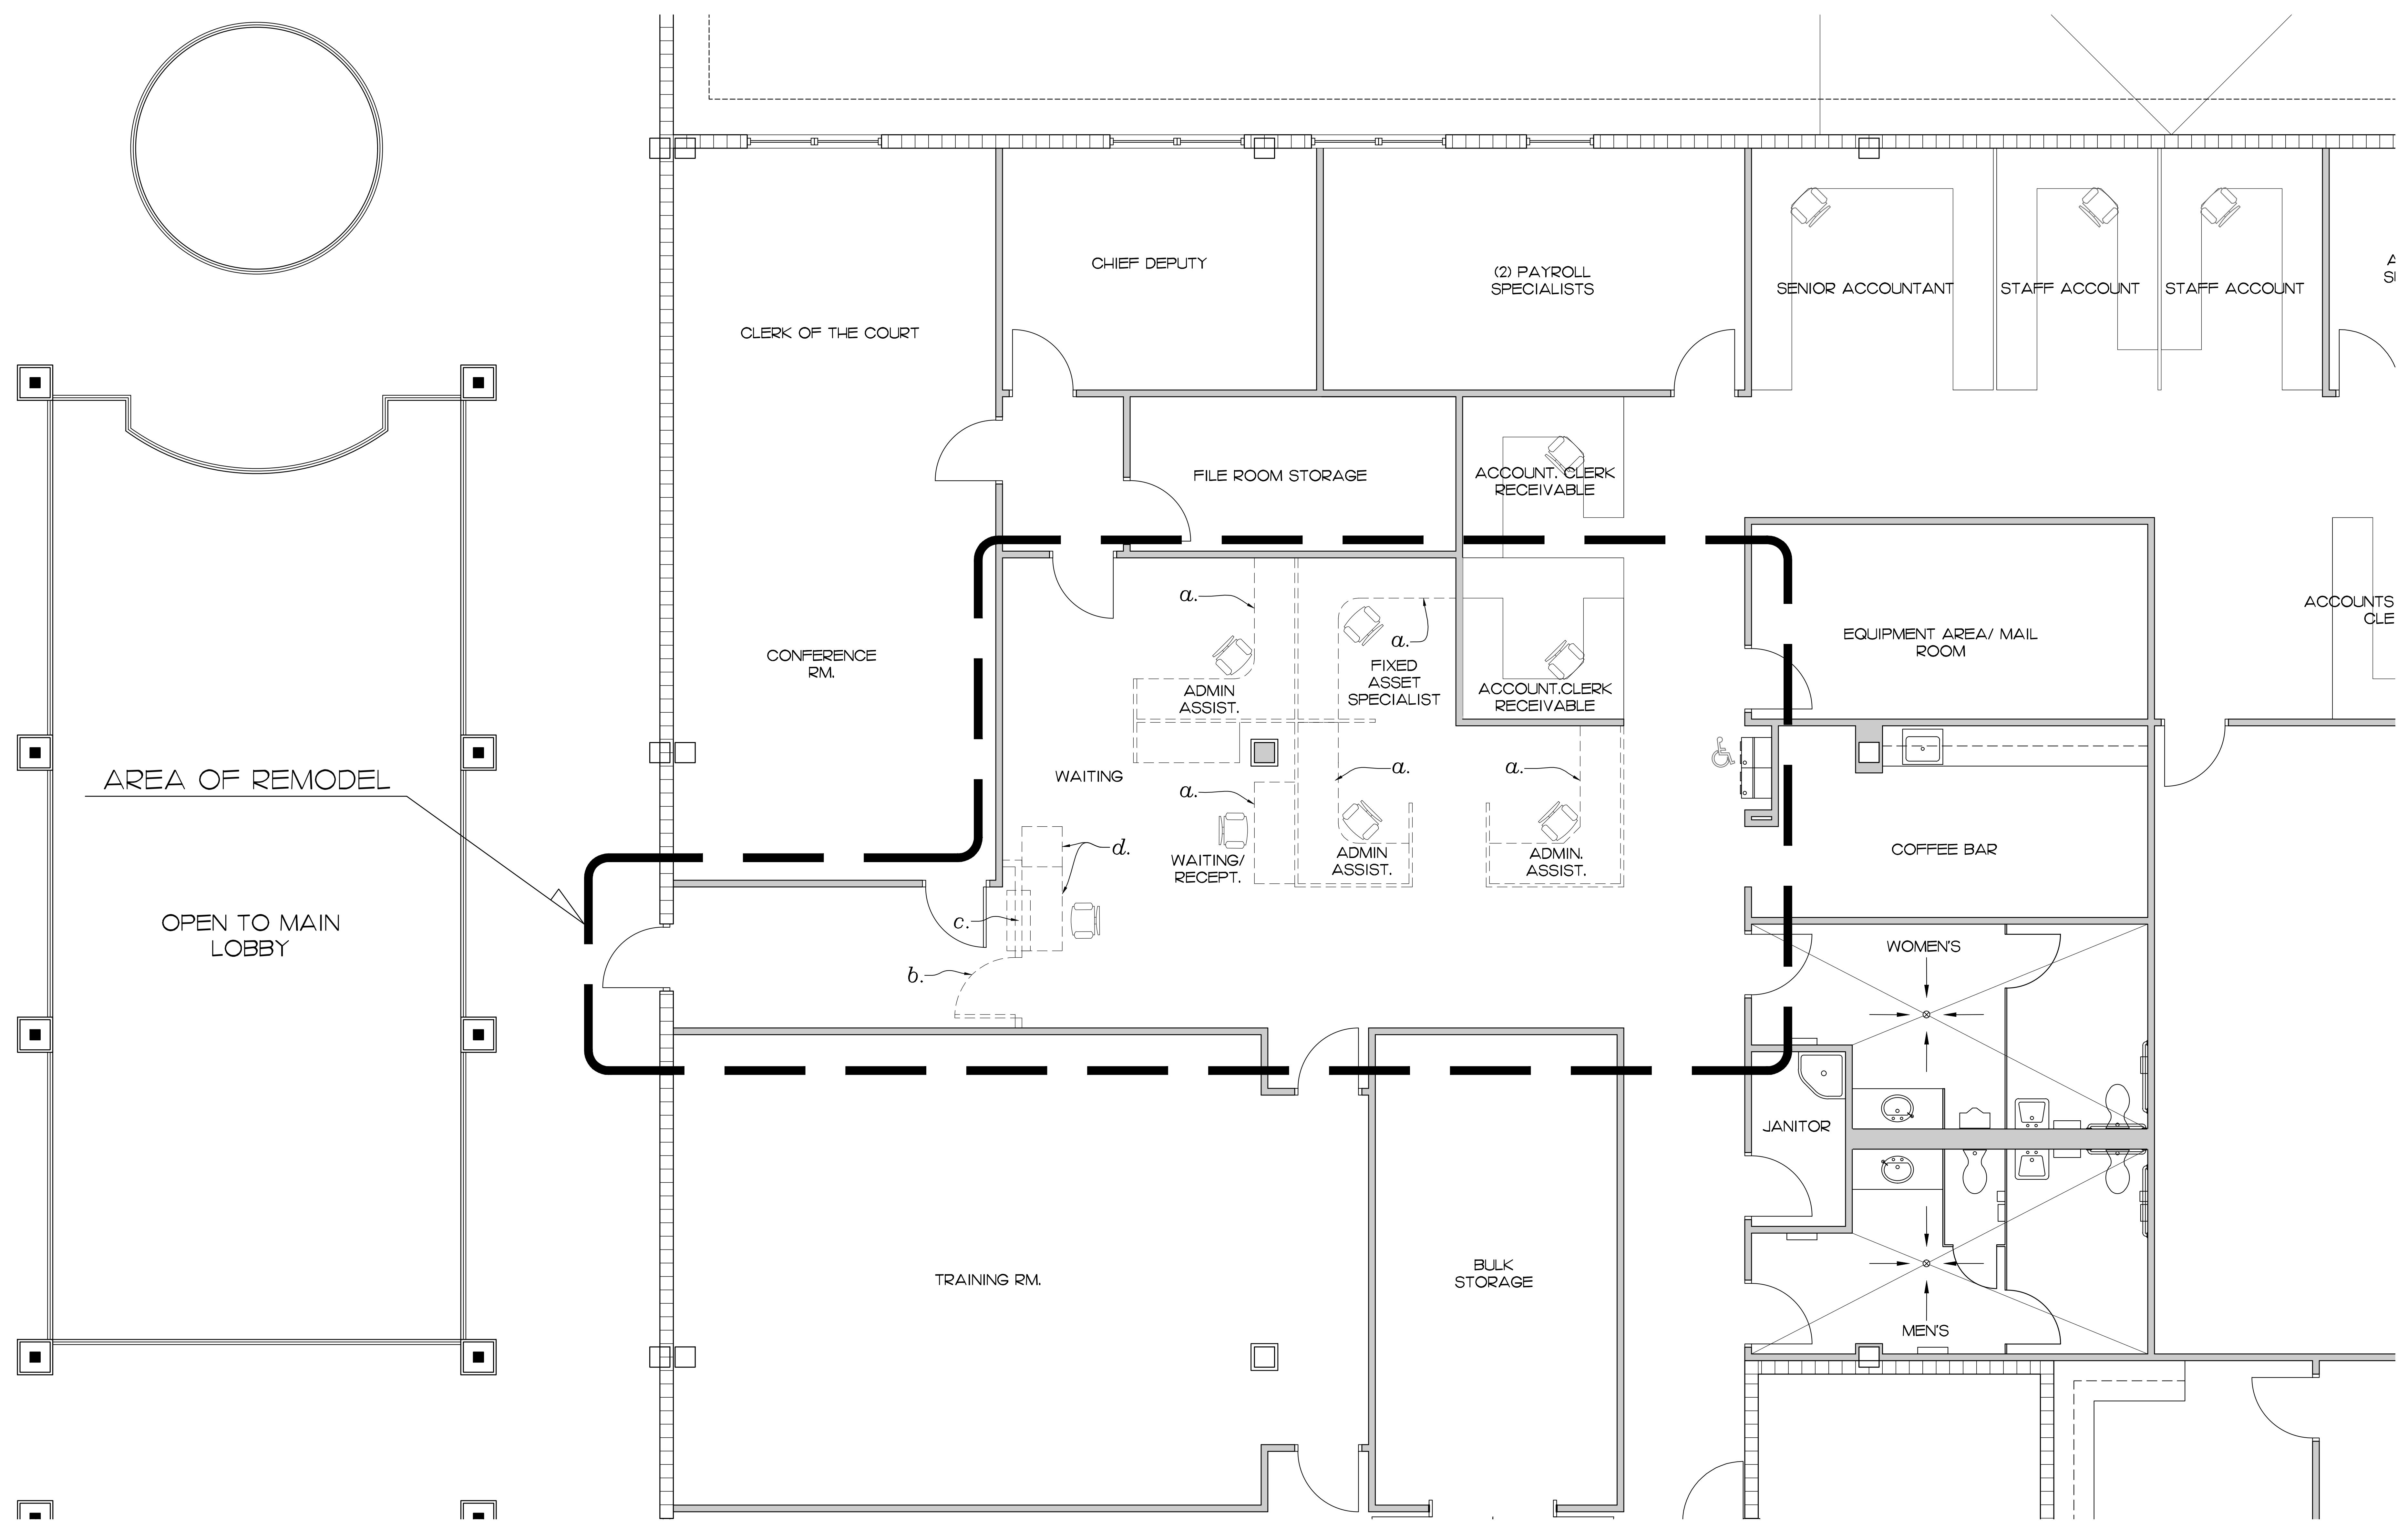 CHIEF DEPUTY
(2) PAYROLL
SPECIALISTS
SENIOR ACCOUNTANT
STAFF ACCOUNT
STAFF ACCOUNT
CLERK OF THE COURT
FILE ROOM STORAGE
ACCOUNT. CLERK
RECEIVABLE
a.
a.
ACCOUNTS
EQUIPMENT AREA/ MAIL
ROOM
CONFERENCE
RM.
FIXED
ASSET
SPECIALIST
ADMIN
ASSIST.
ACCOUNT.CLERK
RECEIVABLE
AREA OF REMODEL
WAITING
a.
a.
a.
d.
COFFEE BAR
WAITING/
RECEPT.
ADMIN
ASSIST.
ADMIN.
ASSIST.
c.
OPEN TO MAIN
LOBBY
WOMEN'S
b.
JANITOR
TRAINING RM.
BULK
STORAGE
MEN'S